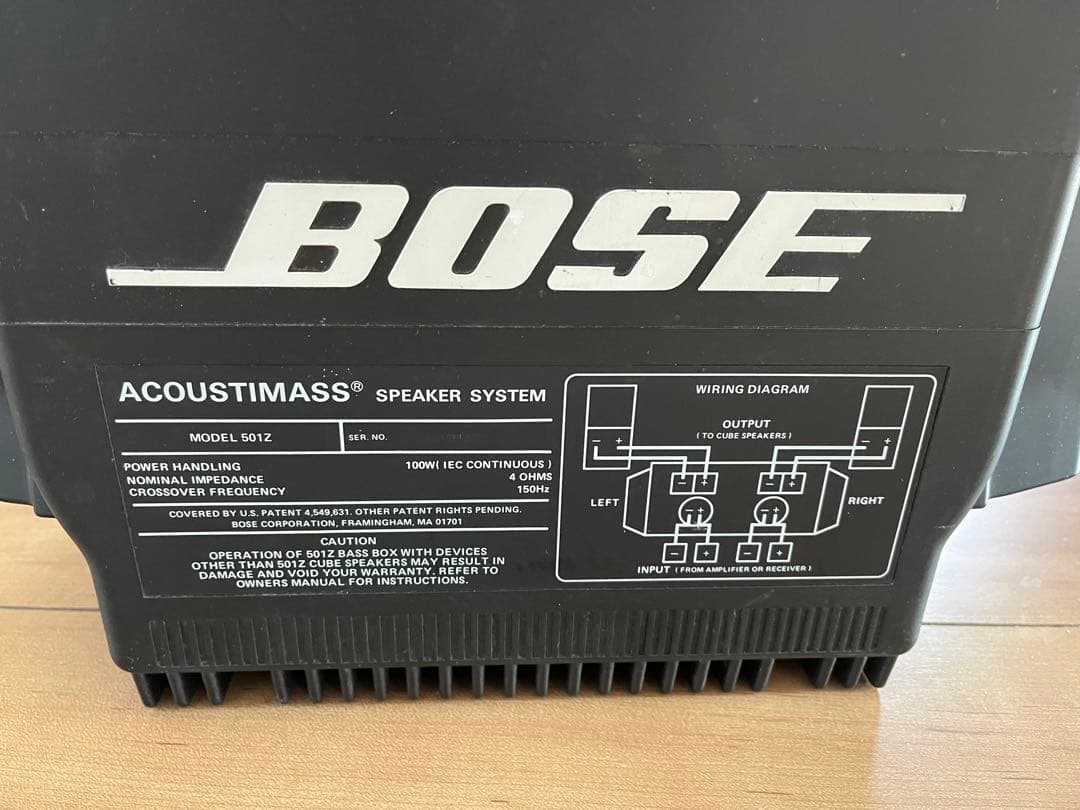 BOSE
ACOUSTIMASS® SPEAKER SYSTEM
MODEL 501Z
SER. NO.
POWER HANDLING 100W( IEC CONTINUOUS )
NOMINAL IMPEDANCE 4 OHMS
CROSSOVER FREQUENCY 150Hz
COVERED BY U.S. PATENT 4,549,631. OTHER PATENT RIGHTS PENDING.
BOSE CORPORATION, FRAMINGHAM, MA 01701
CAUTION
OPERATION OF 501Z BASS BOX WITH DEVICES
OTHER THAN 501Z CUBE SPEAKERS MAY RESULT IN
DAMAGE AND VOID YOUR WARRANTY. REFER TO
OWNERS MANUAL FOR INSTRUCTIONS.
WIRING DIAGRAM
OUTPUT
( TO CUBE SPEAKERS )
− +
− +
− + − +
LEFT
RIGHT
− +
− +
− + − +
INPUT ( FROM AMPLIFIER OR RECEIVER )